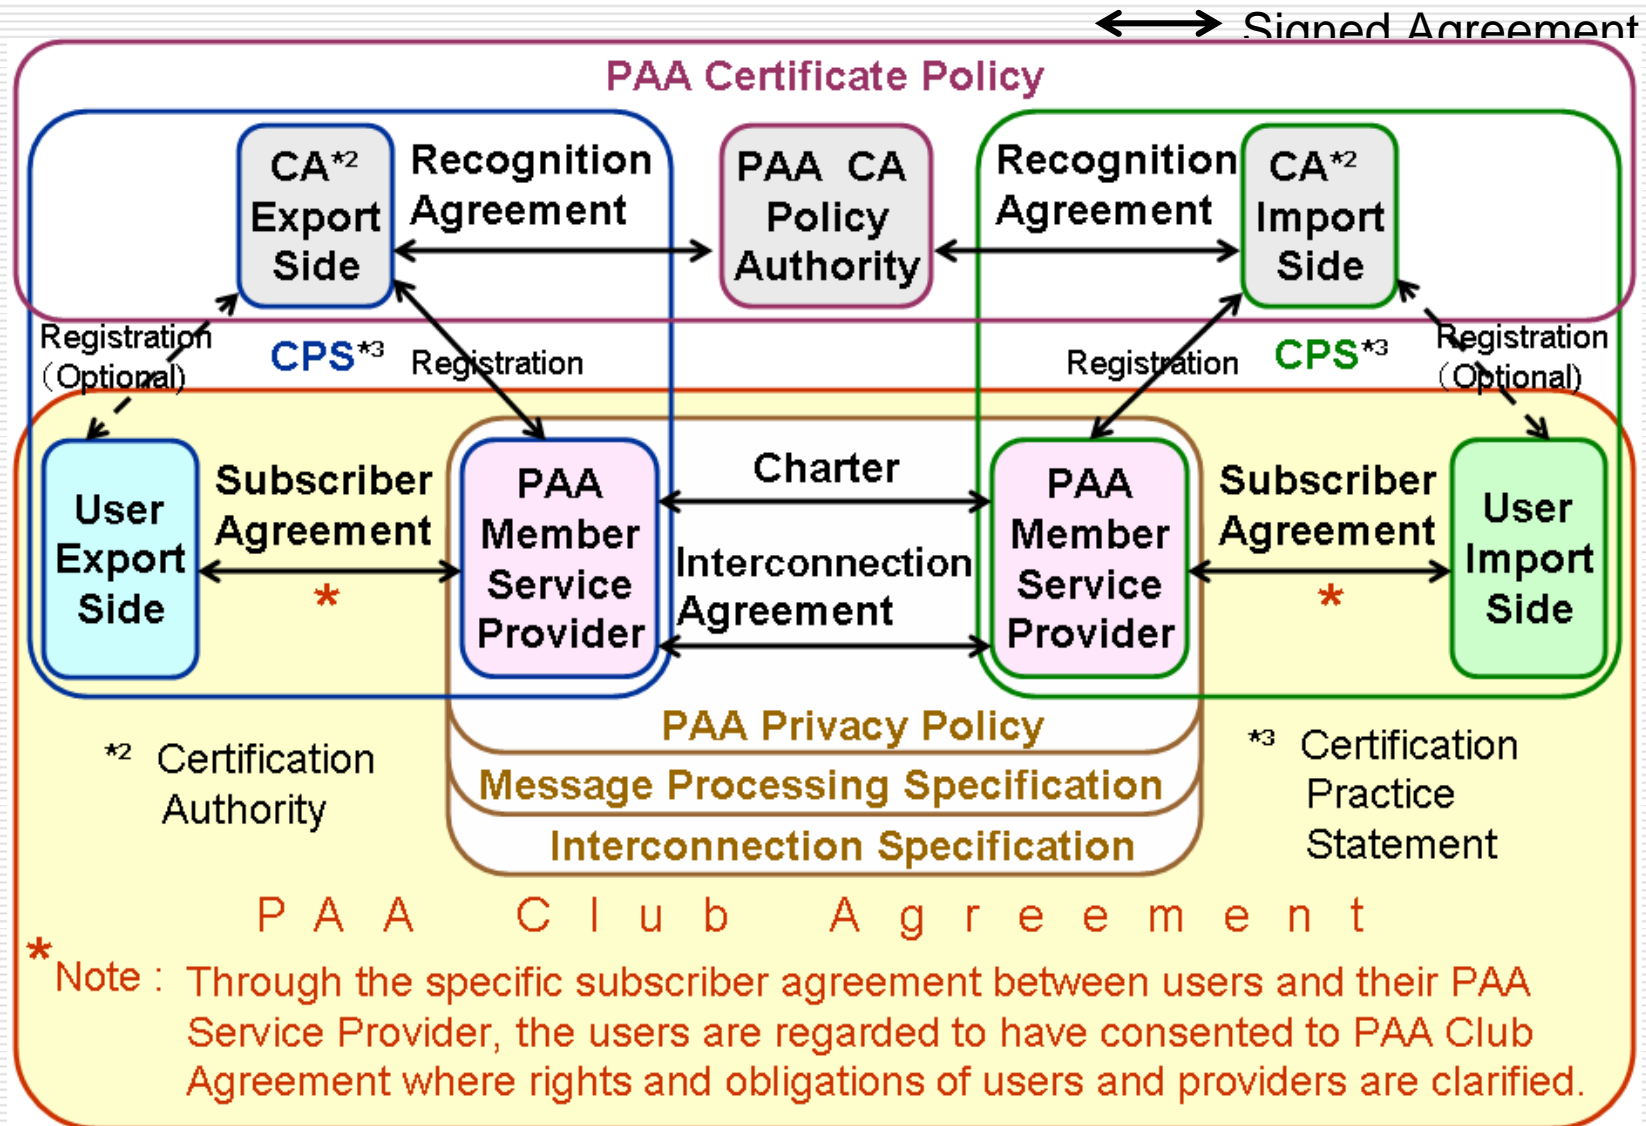 Signed Agreement
PAA Certificate Policy
CA*2
Export
Side
Recognition
Agreement
PAA CA
Policy
Authority
Recognition
Agreement
CA*2
Import
Side
Registration
(Optional)
CPS*3
Registration
Registration
CPS*3
Registration
(Optional)
User
Export
Side
Subscriber
Agreement
*
PAA
Member
Service
Provider
Charter
Interconnection
Agreement
PAA
Member
Service
Provider
Subscriber
Agreement
*
User
Import
Side
PAA Privacy Policy
Message Processing Specification
Interconnection Specification
*2 Certification
Authority
*3 Certification
Practice
Statement
PAA Club Agreement
*Note : Through the specific subscriber agreement between users and their PAA
Service Provider, the users are regarded to have consented to PAA Club
Agreement where rights and obligations of users and providers are clarified.